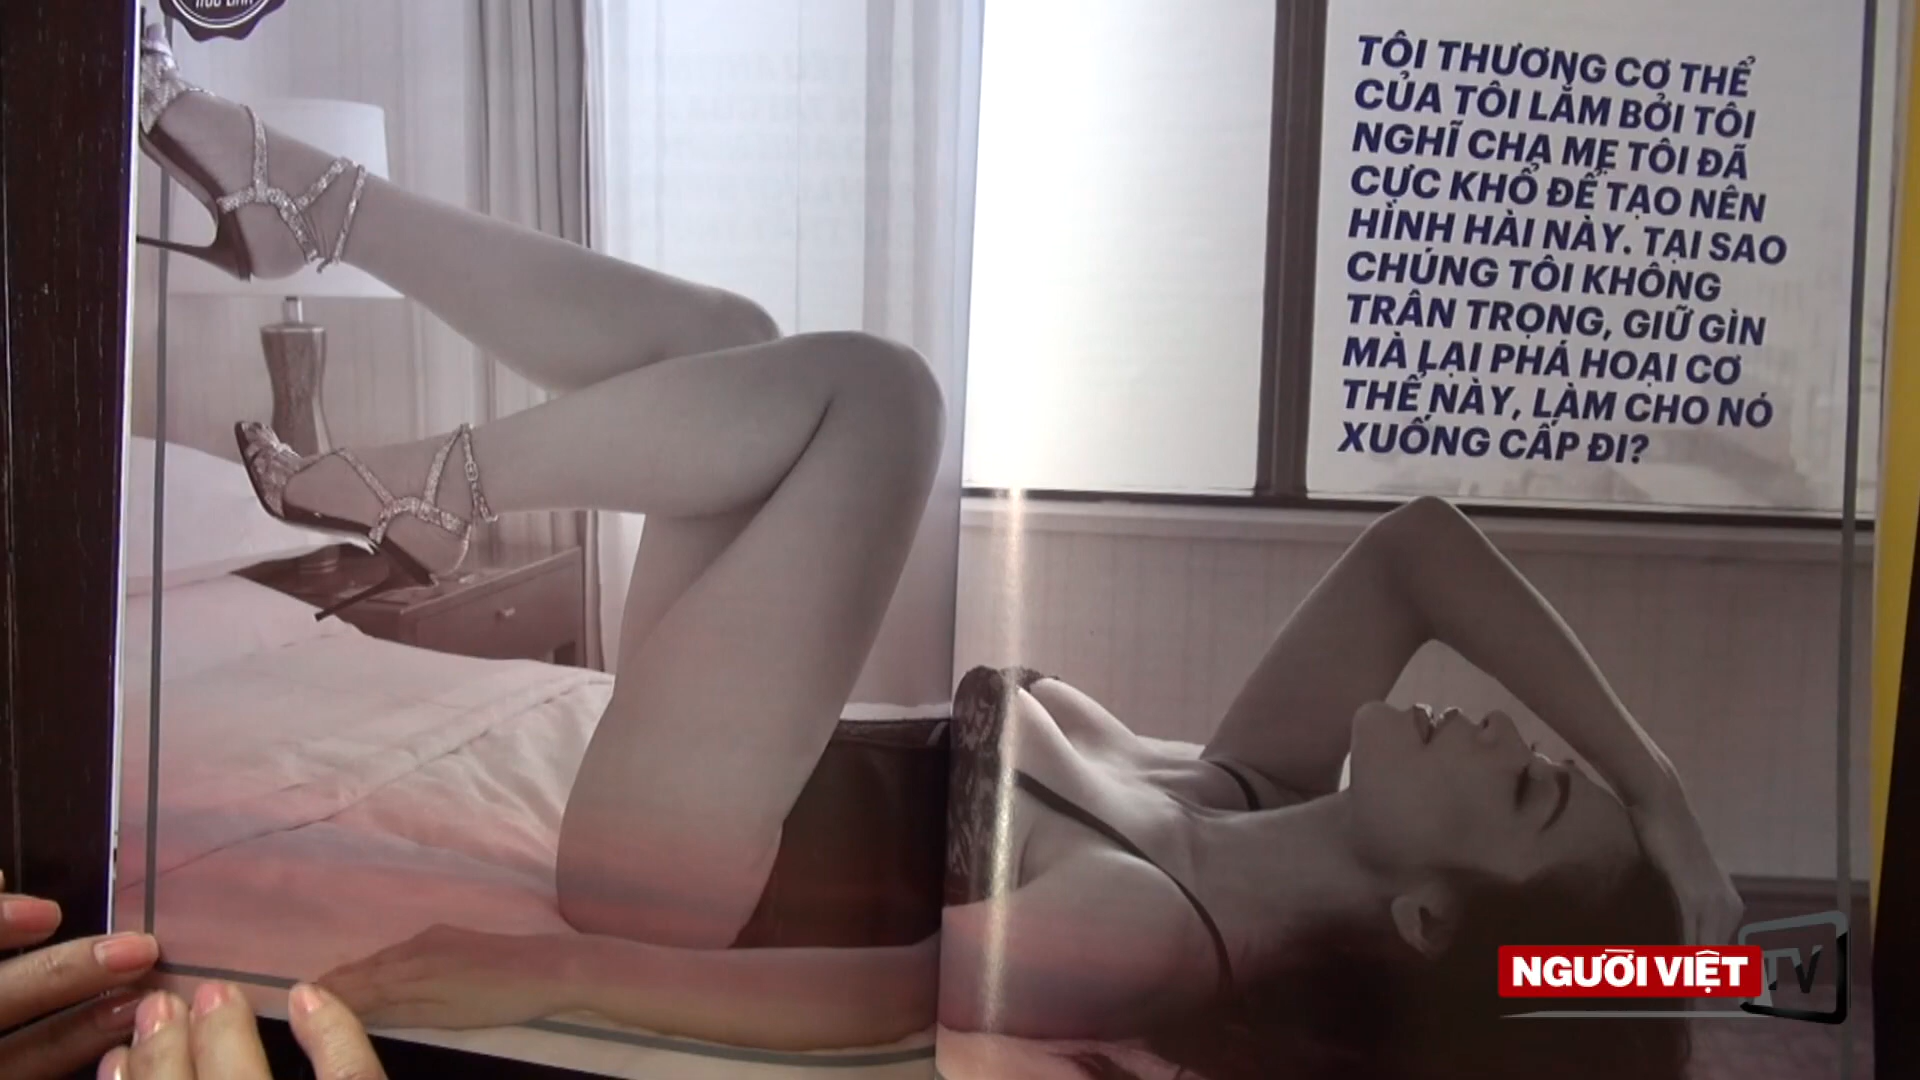 TÔI THƯƠNG CƠ THỂ
CỦA TÔI LẮM BỞI TÔI
NGHĨ CHA MẸ TÔI ĐÃ
CỰC KHỔ ĐỂ TẠO NÊN
HÌNH HÀI NÀY. TẠI SAO
CHÚNG TÔI KHÔNG
TRÂN TRỌNG, GIỮ GÌN
MÀ LẠI PHÁ HOẠI CƠ
THỂ NÀY, LÀM CHO NÓ
XUỐNG CẤP ĐI?
NGƯỜI VIỆT TV